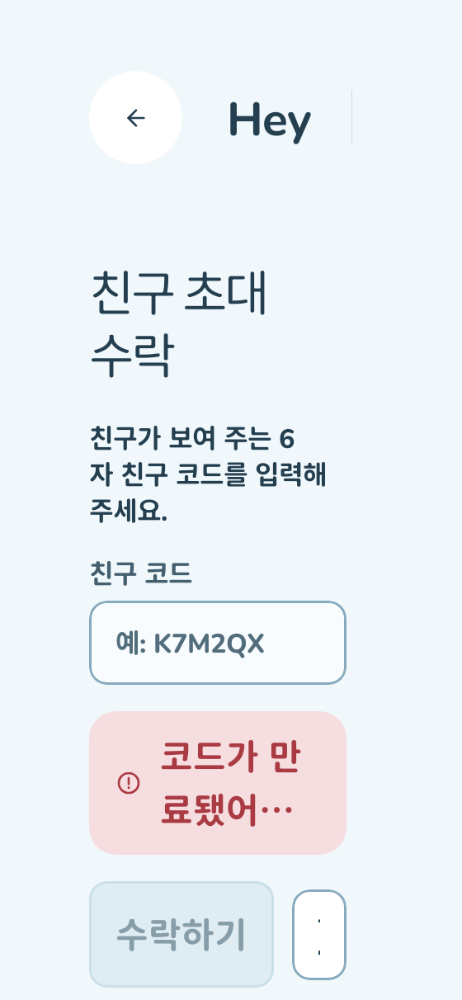 Hey
친구 초대
수락
친구가 보여 주는 6
자 친구 코드를 입력해
주세요.
친구 코드
예: K7M2QX
코드가 만
료됐어…
수락하기